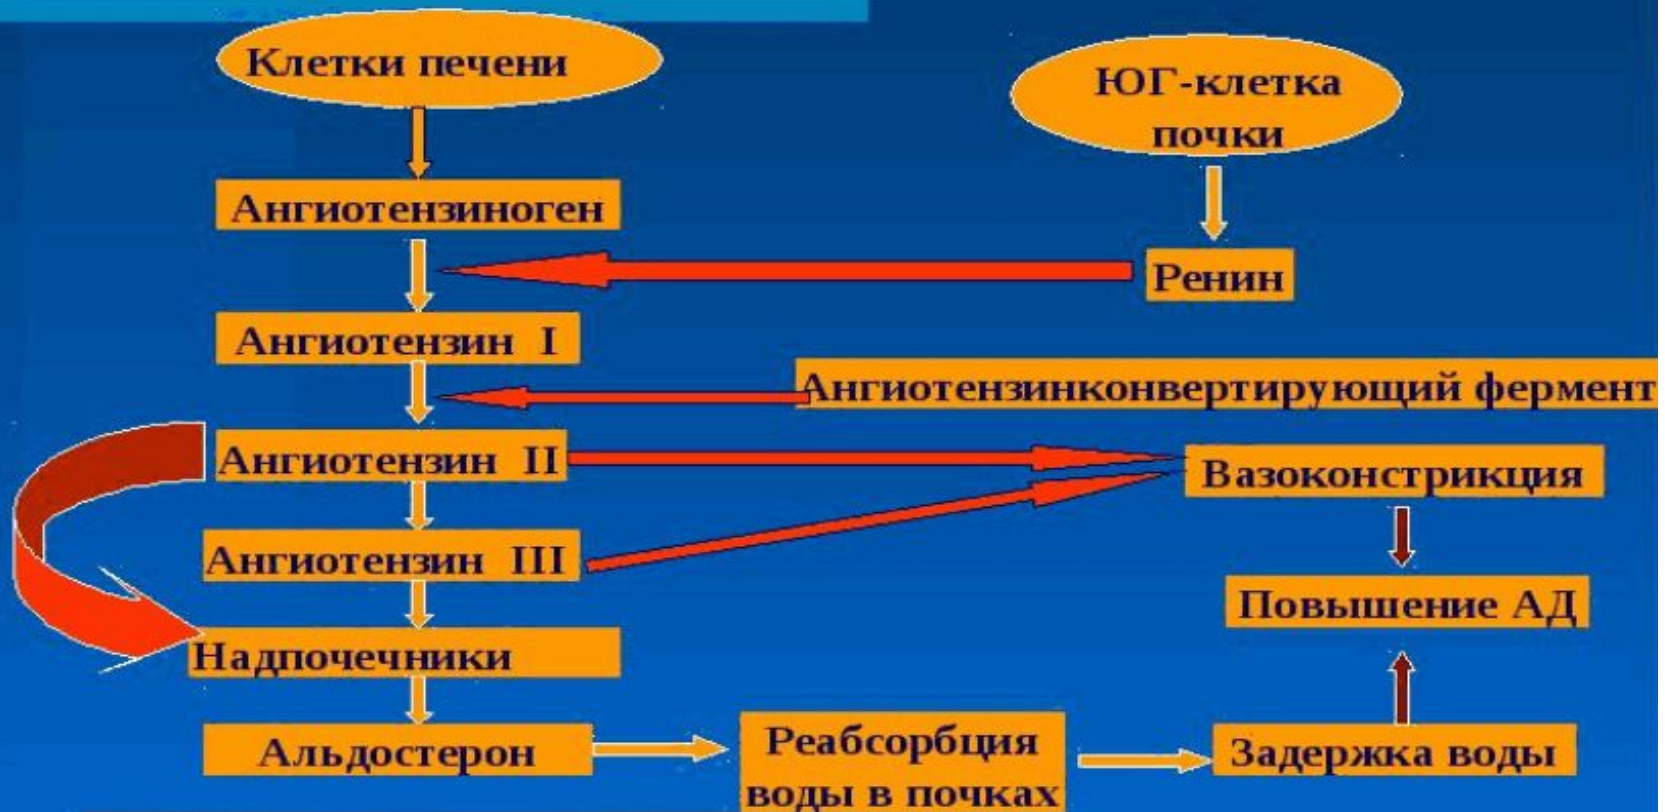 Клетки печени
ЮГ-клетка
почки
Ангиотензиноген
Ренин
Ангиотензин I
Ангиотензинконвертирующий фермент
Ангиотензин II
Вазоконстрикция
Ангиотензин III
Повышение АД
Надпочечники
Альдостерон
Реабсорбция
воды в почках
Задержка воды